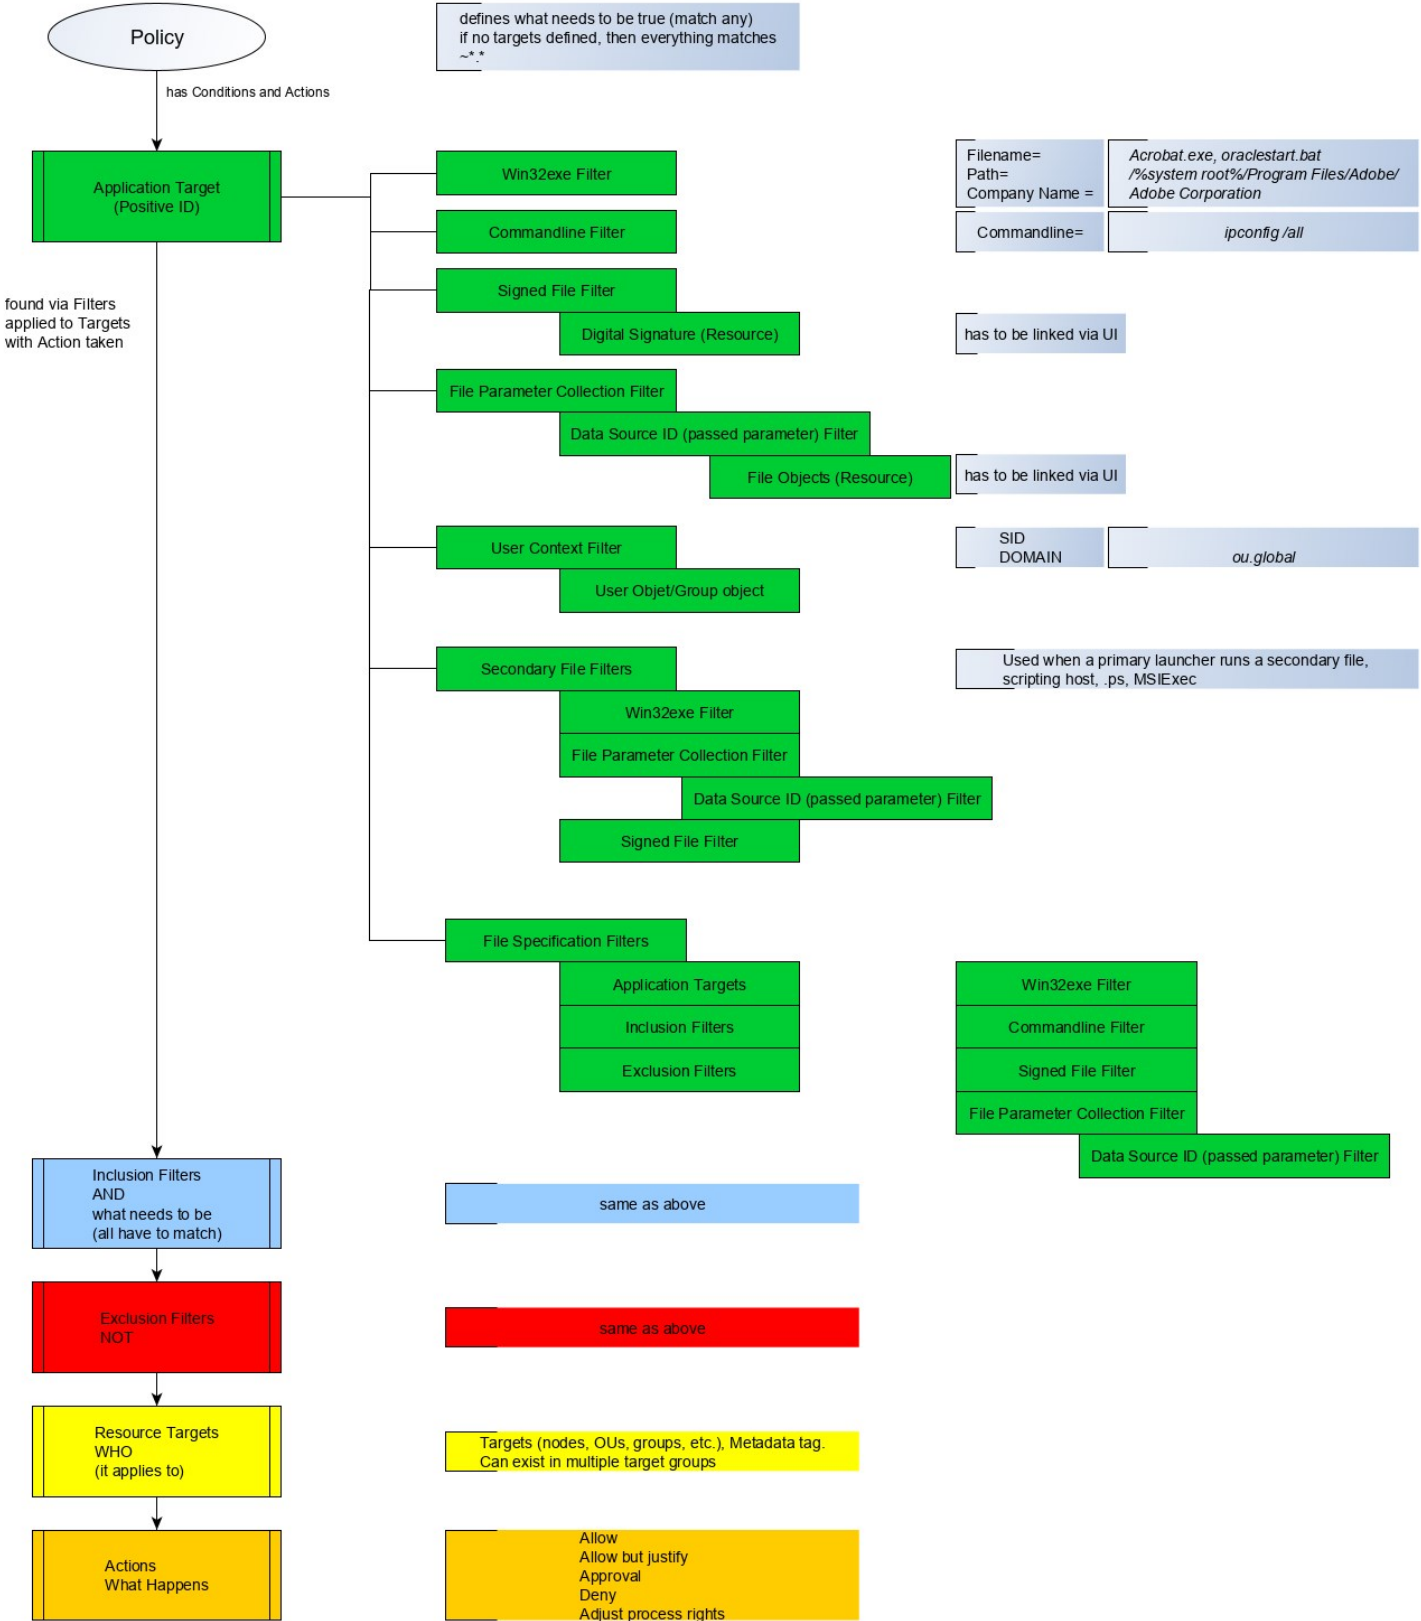 Policy
defines what needs to be true (match any)
if no targets defined, then everything matches
~*.*
has Conditions and Actions
Application Target
(Positive ID)
Win32exe Filter
Filename=
Path=
Company Name =
Acrobat.exe, oraclestart.bat
/%system root%/Program Files/Adobe/
Adobe Corporation
Commandline Filter
Commandline=
ipconfig /all
found via Filters
applied to Targets
with Action taken
Signed File Filter
Digital Signature (Resource)
has to be linked via UI
File Parameter Collection Filter
Data Source ID (passed parameter) Filter
File Objects (Resource)
has to be linked via UI
User Context Filter
SID
DOMAIN
ou.global
User Objet/Group object
Secondary File Filters
Used when a primary launcher runs a secondary file,
scripting host, .ps, MSIExec
Win32exe Filter
File Parameter Collection Filter
Data Source ID (passed parameter) Filter
Signed File Filter
File Specification Filters
Application Targets
Inclusion Filters
Exclusion Filters
Win32exe Filter
Commandline Filter
Signed File Filter
File Parameter Collection Filter
Data Source ID (passed parameter) Filter
Inclusion Filters
AND
what needs to be
(all have to match)
same as above
Exclusion Filters
NOT
same as above
Resource Targets
WHO
(it applies to)
Targets (nodes, OUs, groups, etc.), Metadata tag.
Can exist in multiple target groups
Actions
What Happens
Allow
Allow but justify
Approval
Deny
Adjust process rights